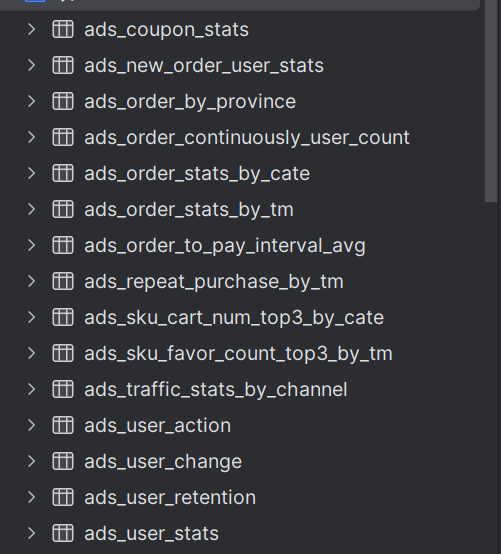 ads_coupon_stats
ads_new_order_user_stats
ads_order_by_province
ads_order_continuously_user_count
ads_order_stats_by_cate
ads_order_stats_by_tm
ads_order_to_pay_interval_avg
ads_repeat_purchase_by_tm
ads_sku_cart_num_top3_by_cate
ads_sku_favor_count_top3_by_tm
ads_traffic_stats_by_channel
ads_user_action
ads_user_change
ads_user_retention
ads_user_stats